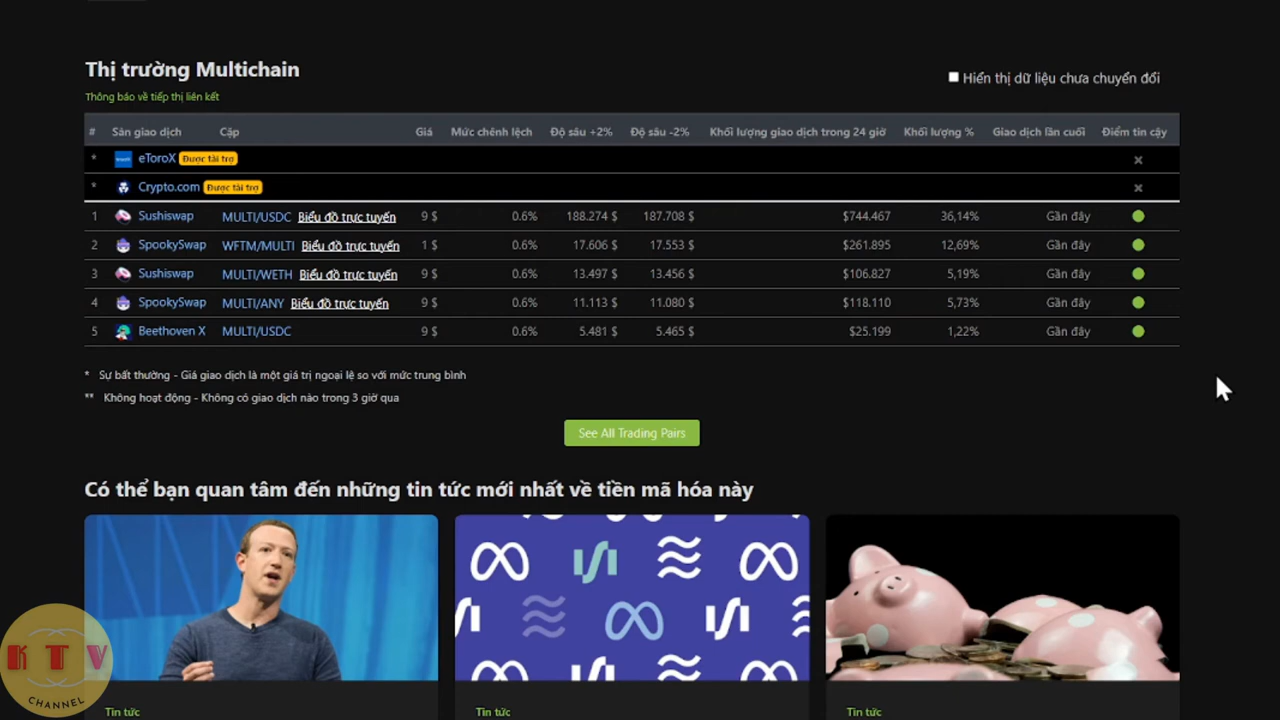 Thị trường Multichain
Hiển thị dữ liệu chưa chuyển đổi
Thông báo về tiếp thị liên kết
# Sàn giao dịch Cặp Giá Mức chênh lệch Độ sâu +2% Độ sâu -2% Khối lượng giao dịch trong 24 giờ Khối lượng % Giao dịch lần cuối Điểm tin cậy
* eToroX Được tài trợ
* Crypto.com Được tài trợ
1 Sushiswap MULTI/USDC Biểu đồ trực tuyến 9 $ 0.6% 188.274 $ 187.708 $ $744.467 36,14% Gần đây
2 SpookySwap WFTM/MULTI Biểu đồ trực tuyến 1 $ 0.6% 17.606 $ 17.553 $ $261.895 12,69% Gần đây
3 Sushiswap MULTI/WETH Biểu đồ trực tuyến 9 $ 0.6% 13.497 $ 13.456 $ $106.827 5,19% Gần đây
4 SpookySwap MULTI/ANY Biểu đồ trực tuyến 9 $ 0.6% 11.113 $ 11.080 $ $118.110 5,73% Gần đây
5 Beethoven X MULTI/USDC 9 $ 0.6% 5.481 $ 5.465 $ $25.199 1,22% Gần đây
* Sự bất thường - Giá giao dịch là một giá trị ngoại lệ so với mức trung bình
** Không hoạt động - Không có giao dịch nào trong 3 giờ qua
See All Trading Pairs
Có thể bạn quan tâm đến những tin tức mới nhất về tiền mã hóa này
KTV
CHANNEL
Tin tức
Tin tức
Tin tức